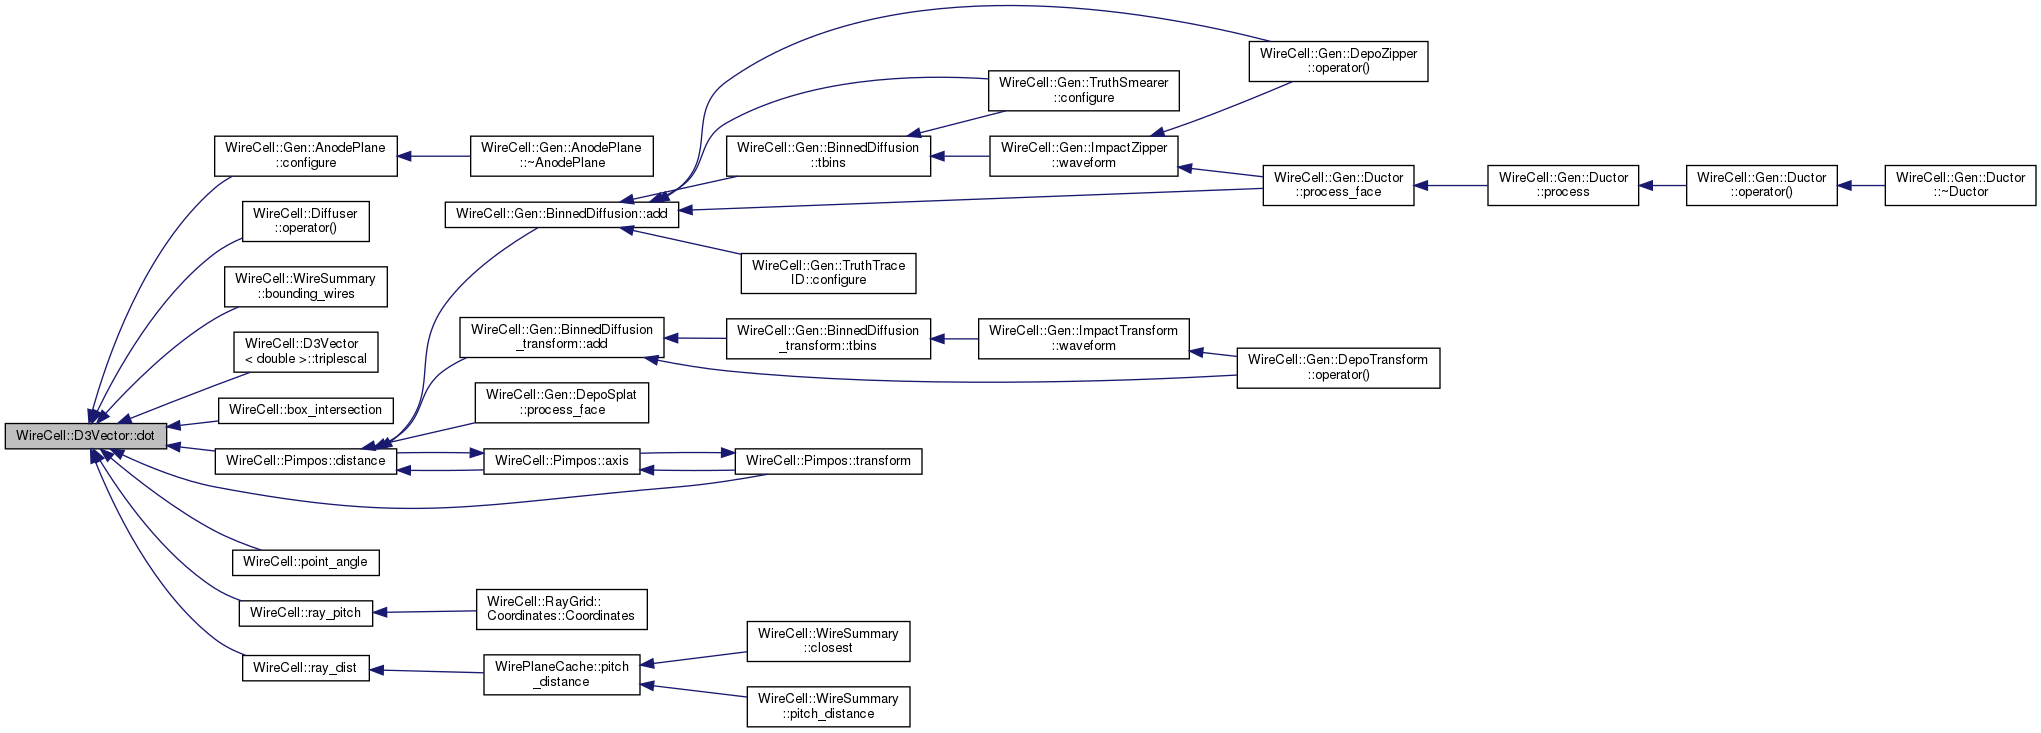 WireCell::D3Vector::dot
WireCell::Gen::AnodePlane
::configure
WireCell::Gen::AnodePlane
::~AnodePlane
WireCell::Diffuser
::operator()
WireCell::WireSummary
::bounding_wires
WireCell::D3Vector
< double >::triplescal
WireCell::box_intersection
WireCell::Pimpos::distance
WireCell::Gen::BinnedDiffusion::add
WireCell::Gen::DepoZipper
::operator()
WireCell::Gen::TruthSmearer
::configure
WireCell::Gen::BinnedDiffusion
::tbins
WireCell::Gen::ImpactZipper
::waveform
WireCell::Gen::Ductor
::process_face
WireCell::Gen::Ductor
::process
WireCell::Gen::Ductor
::operator()
WireCell::Gen::Ductor
::~Ductor
WireCell::Gen::TruthTrace
ID::configure
WireCell::Gen::BinnedDiffusion
_transform::add
WireCell::Gen::BinnedDiffusion
_transform::tbins
WireCell::Gen::ImpactTransform
::waveform
WireCell::Gen::DepoTransform
::operator()
WireCell::Gen::DepoSplat
::process_face
WireCell::Pimpos::axis
WireCell::Pimpos::transform
WireCell::point_angle
WireCell::ray_pitch
WireCell::RayGrid::
Coordinates::Coordinates
WireCell::ray_dist
WirePlaneCache::pitch
_distance
WireCell::WireSummary
::closest
WireCell::WireSummary
::pitch_distance